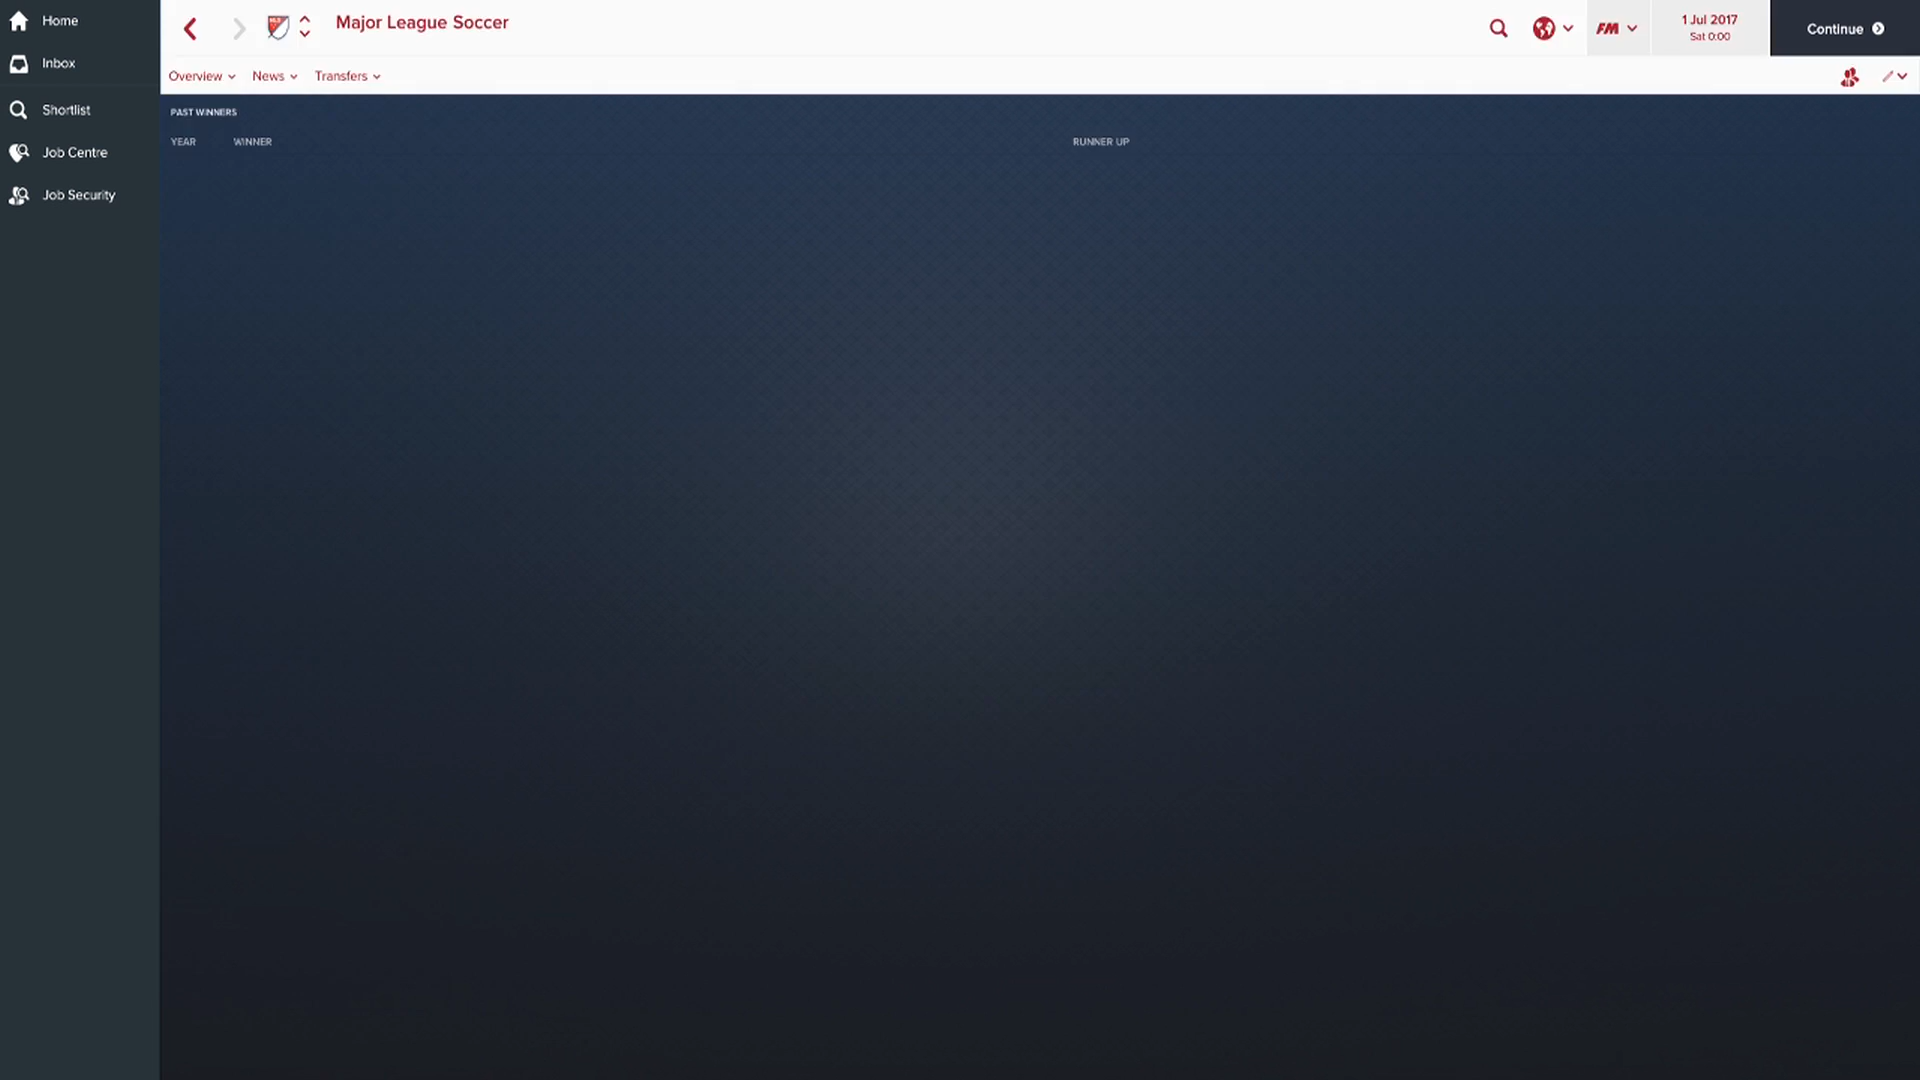 Home
Inbox
Shortlist
Job Centre
Job Security
Major League Soccer
FM
1 Jul 2017
Sat 0:00
Continue
Overview
News
Transfers
PAST WINNERS
YEAR WINNER RUNNER UP